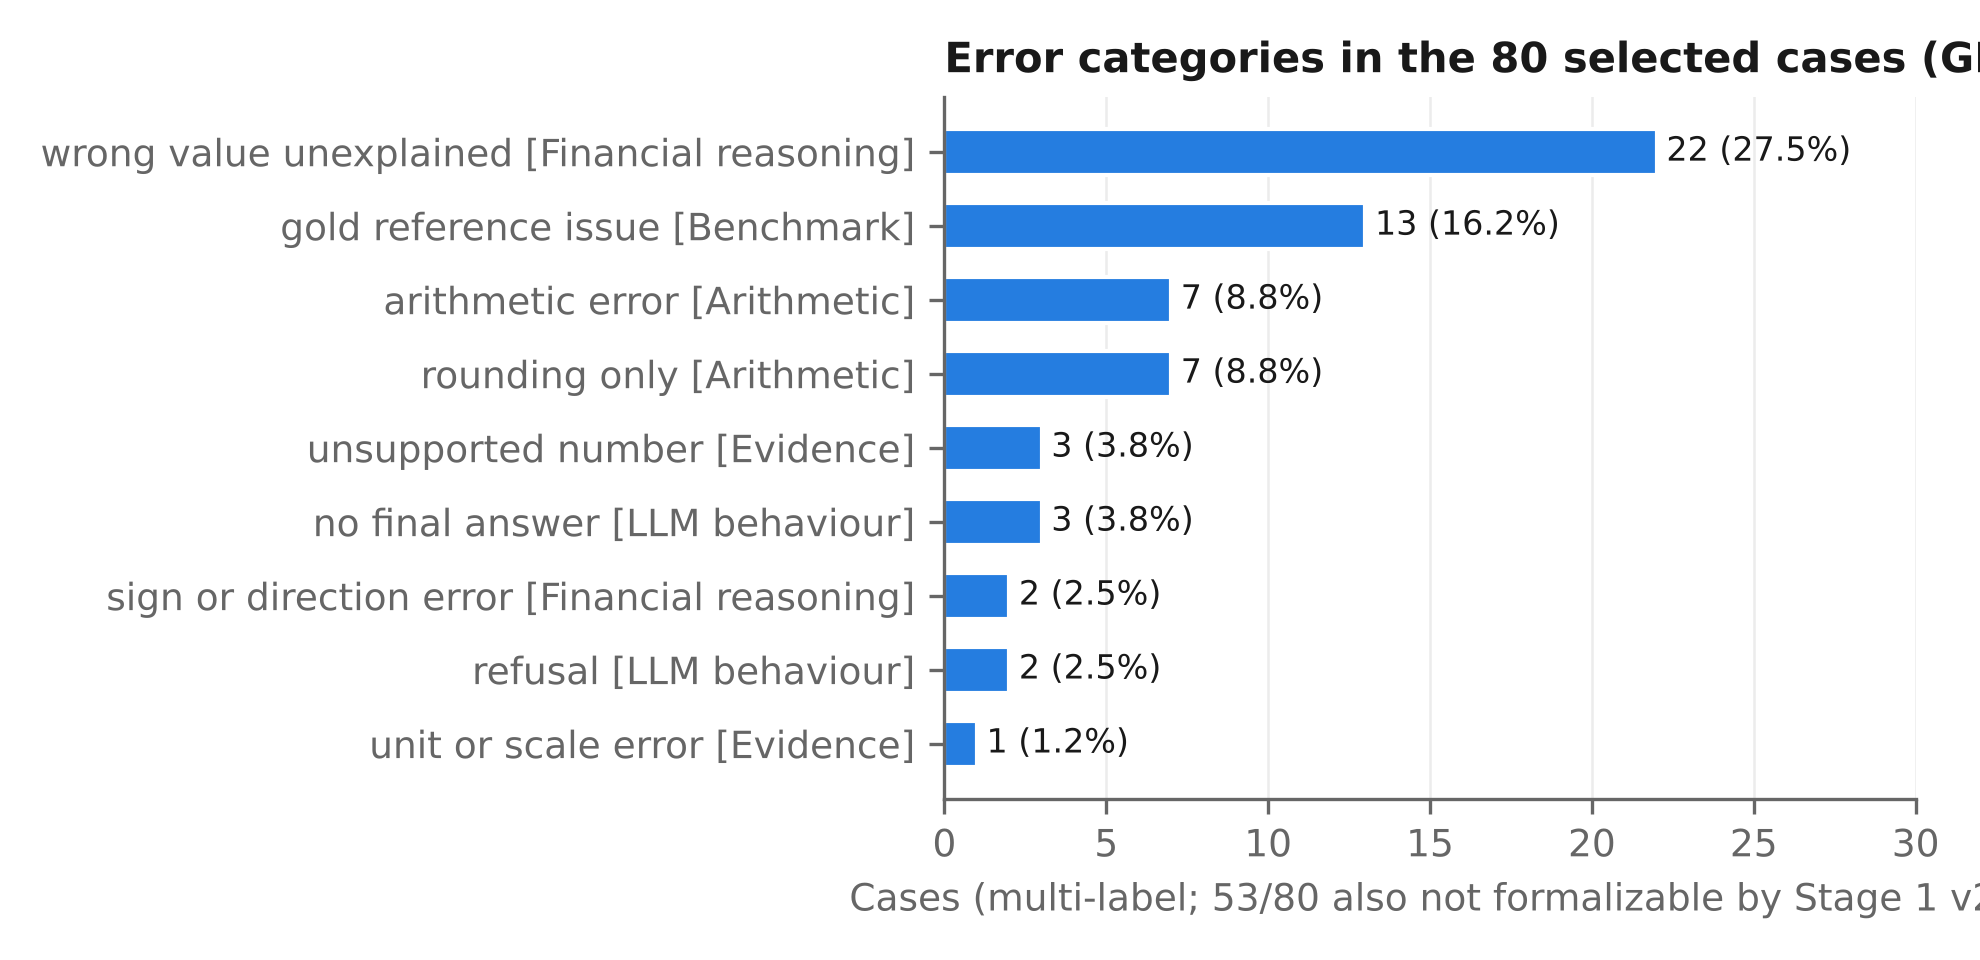 Error categories in the 80 selected cases
wrong value unexplained [Financial reasoning] 22 (27.5%)
gold reference issue [Benchmark] 13 (16.2%)
arithmetic error [Arithmetic] 7 (8.8%)
rounding only [Arithmetic] 7 (8.8%)
unsupported number [Evidence] 3 (3.8%)
no final answer [LLM behaviour] 3 (3.8%)
sign or direction error [Financial reasoning] 2 (2.5%)
refusal [LLM behaviour] 2 (2.5%)
unit or scale error [Evidence] 1 (1.2%)
0 5 10 15 20 25 30
Cases (multi-label; 53/80 also not formalizable by Stage 1